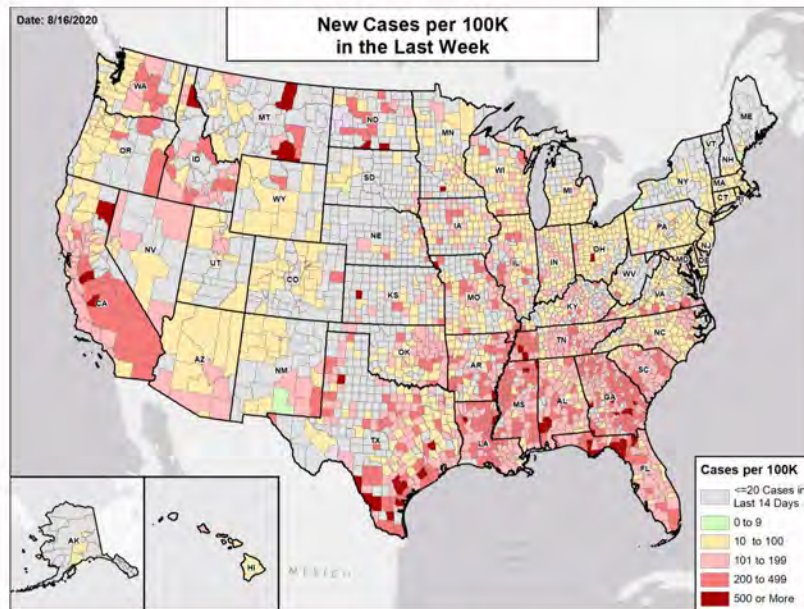 Date: 8/16/2020
New Cases per 100K
in the Last Week
WA
MT
ND
MN
ME
OR
ID
SD
WI
VT
NH
NY
MA
CT
WY
MI
IA
NE
PA
NJ
NV
UT
CO
IL
IN
OH
MD
DE
WV
CA
KS
MO
KY
VA
AZ
NM
OK
AR
TN
NC
SC
MS
AL
GA
TX
LA
FL
AK
HI
MEXICO
Cases per 100K
<=20 Cases in
Last 14 Days
0 to 9
10 to 100
101 to 199
200 to 499
500 or More